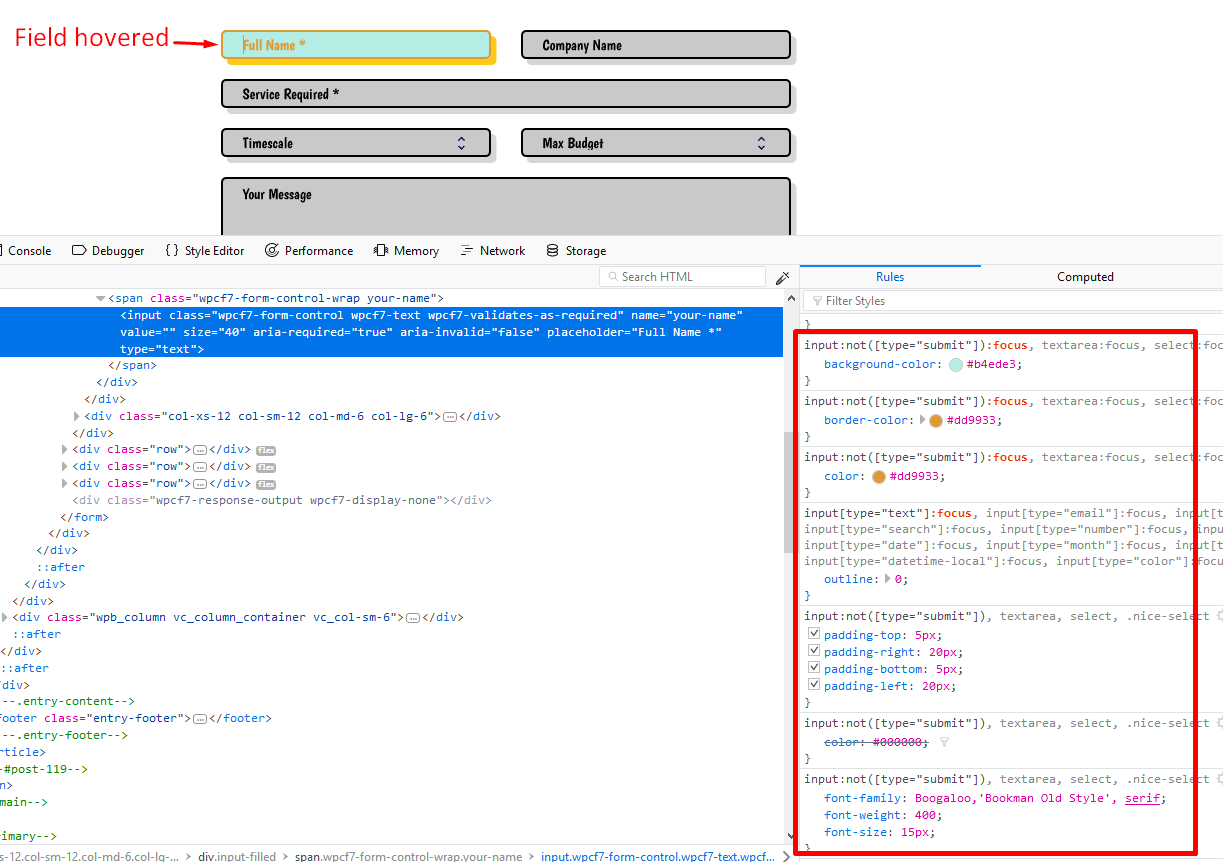 Field hovered
Full Name *
Company Name
Service Required *
Timescale
Max Budget
Your Message
Console
Debugger
{ } Style Editor
Performance
Memory
Network
Storage
Search HTML
<span class="wpcf7-form-control-wrap your-name">
<input class="wpcf7-form-control wpcf7-text wpcf7-validates-as-required" name="your-name"
value="" size="40" aria-required="true" aria-invalid="false" placeholder="Full Name *"
type="text">
</span>
</div>
</div>
<div class="col-xs-12 col-sm-12 col-md-6 col-lg-6"></div>
</div>
<div class="row"></div> flex
<div class="row"></div> flex
<div class="row"></div> flex
<div class="wpcf7-response-output wpcf7-display-none"></div>
</form>
</div>
</div>
::after
</div>
</div>
<div class="wpb_column vc_column_container vc_col-sm-6"></div>
::after
</div>
::after
/div>
--.entry-content-->
footer class="entry-footer"></footer>
--.entry-footer-->
rticle>
-#post-119-->
n>
main-->
imary-->
s-12.col-sm-12.col-md-6.col-lg-... > div.input-filled > span.wpcf7-form-control-wrap.your-name > input.wpcf7-form-control.wpcf7-text.wpcf...
Rules
Computed
Filter Styles
}
input:not([type="submit"]):focus, textarea:focus, select:foc
background-color: #b4ede3;
}
input:not([type="submit"]):focus, textarea:focus, select:foc
border-color: #dd9933;
}
input:not([type="submit"]):focus, textarea:focus, select:foc
color: #dd9933;
}
input[type="text"]:focus, input[type="email"]:focus, input[t
input[type="search"]:focus, input[type="number"]:focus, inpu
input[type="date"]:focus, input[type="month"]:focus, input[t
input[type="datetime-local"]:focus, input[type="color"]:focu
outline: 0;
}
input:not([type="submit"]), textarea, select, .nice-select
padding-top: 5px;
padding-right: 20px;
padding-bottom: 5px;
padding-left: 20px;
}
input:not([type="submit"]), textarea, select, .nice-select
color: #000000;
}
input:not([type="submit"]), textarea, select, .nice-select
font-family: Boogaloo,'Bookman Old Style', serif;
font-weight: 400;
font-size: 15px;
}